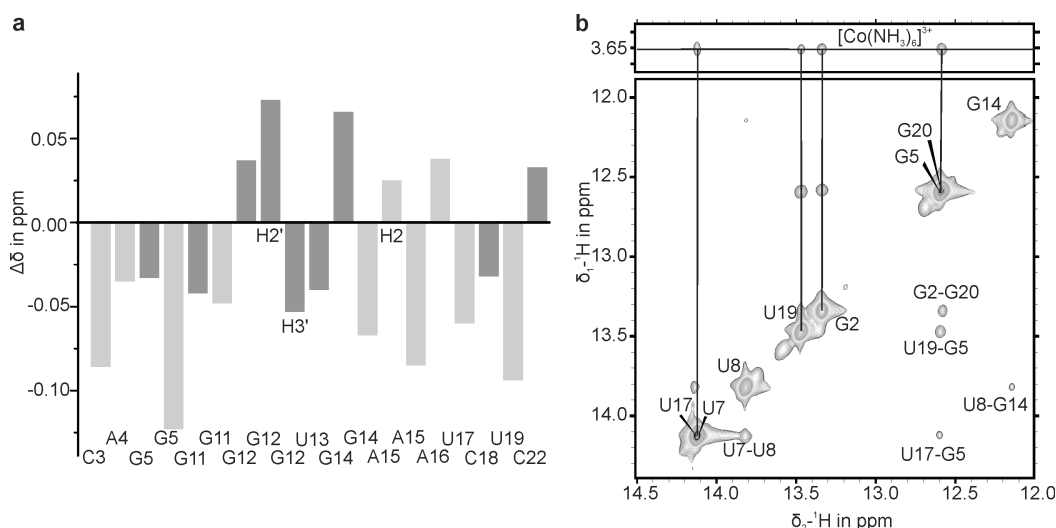 a
Δδ in ppm
0.05
0.00
-0.05
-0.10
H2'
H3'
H2
A4 G5 G11 G12 U13 G14 A15 U17 U19
C3 G5 G11 G12 G12 G14 A15 A16 C18 C22
b
[Co(NH3)6]3+
3.65
δ1-1H in ppm
12.0
12.5
13.0
13.5
14.0
G14
G20
G5
G2-G20
U19
G2
U19-G5
U8
U8-G14
U17 U7
U7-U8
U17-G5
14.5 14.0 13.5 13.0 12.5 12.0
δ2-1H in ppm